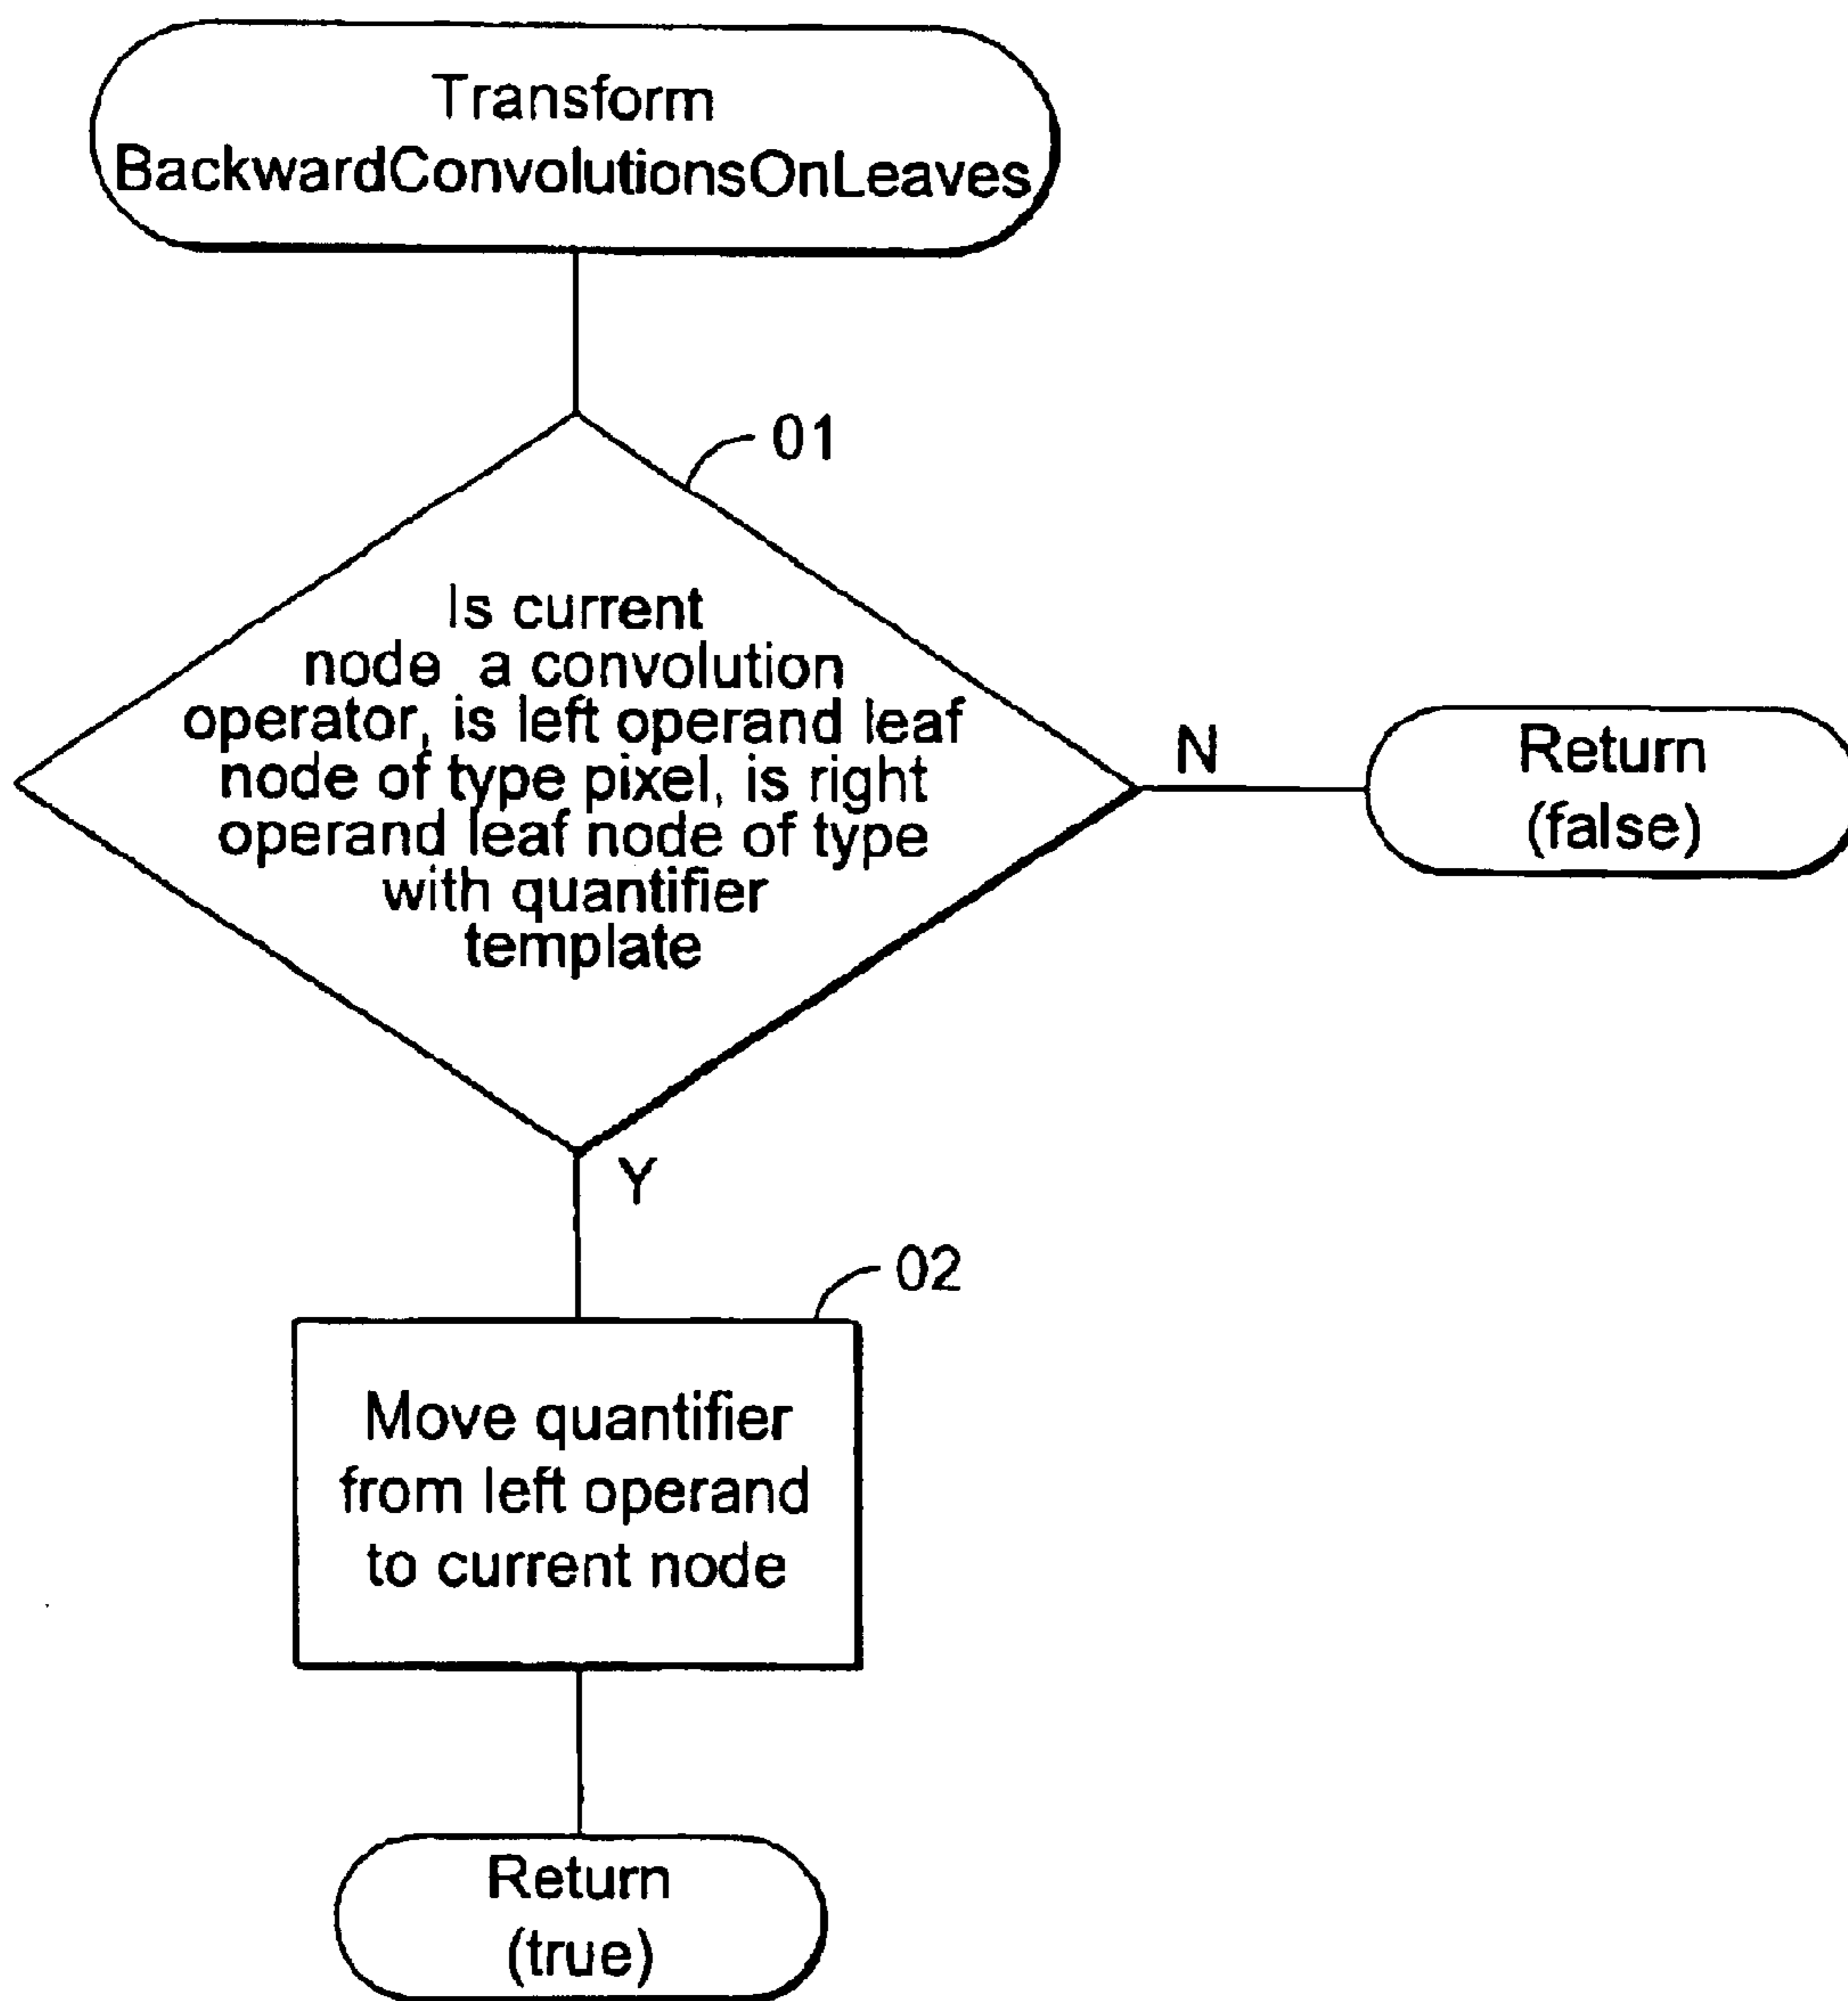 Transform
BackwardConvolutionsOnLeaves
01
Is current
node a convolution
operator, is left operand leaf
node of type pixel, is right
operand leaf node of type
with quantifier
template
N
Return
(false)
Y
02
Move quantifier
from left operand
to current node
Return
(true)